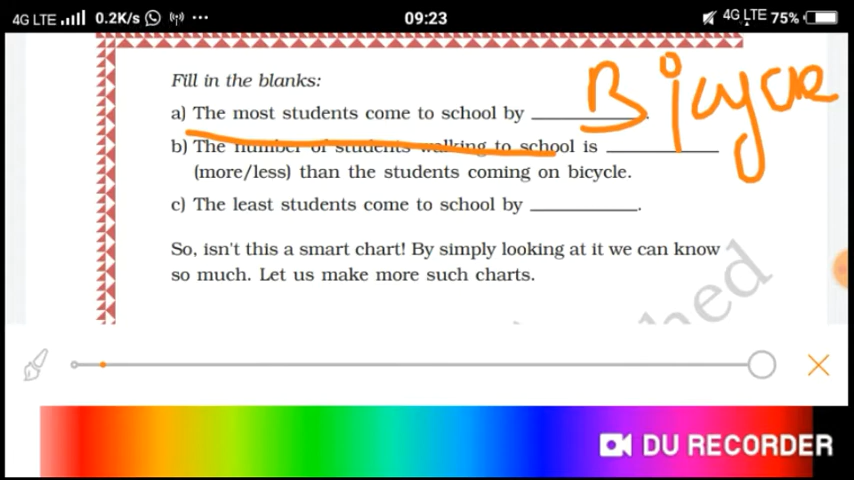 4G LTE 0.2K/s ... 09:23 4G LTE 75%
Fill in the blanks:
a) The most students come to school by ________. Bicycle
b) The number of students walking to school is ________
(more/less) than the students coming on bicycle.
c) The least students come to school by ________.
So, isn't this a smart chart! By simply looking at it we can know
so much. Let us make more such charts.
DU RECORDER